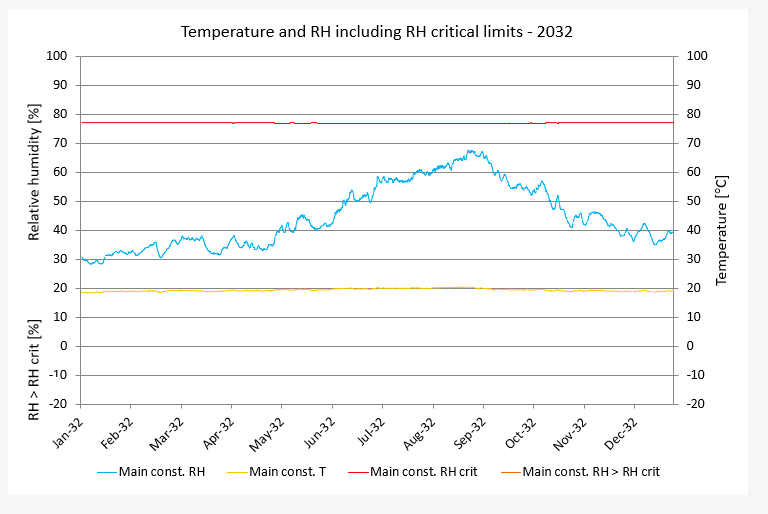 Temperature and RH including RH critical limits - 2032
Relative humidity [%]
RH > RH crit [%]
100
90
80
70
60
50
40
30
20
10
0
-10
-20
100
90
80
70
60
50
40
30
20
10
0
-10
-20
Temperature [°C]
Jan-32
Feb-32
Mar-32
Apr-32
May-32
Jun-32
Jul-32
Aug-32
Sep-32
Oct-32
Nov-32
Dec-32
Main const. RH
Main const. T
Main const. RH crit
Main const. RH > RH crit